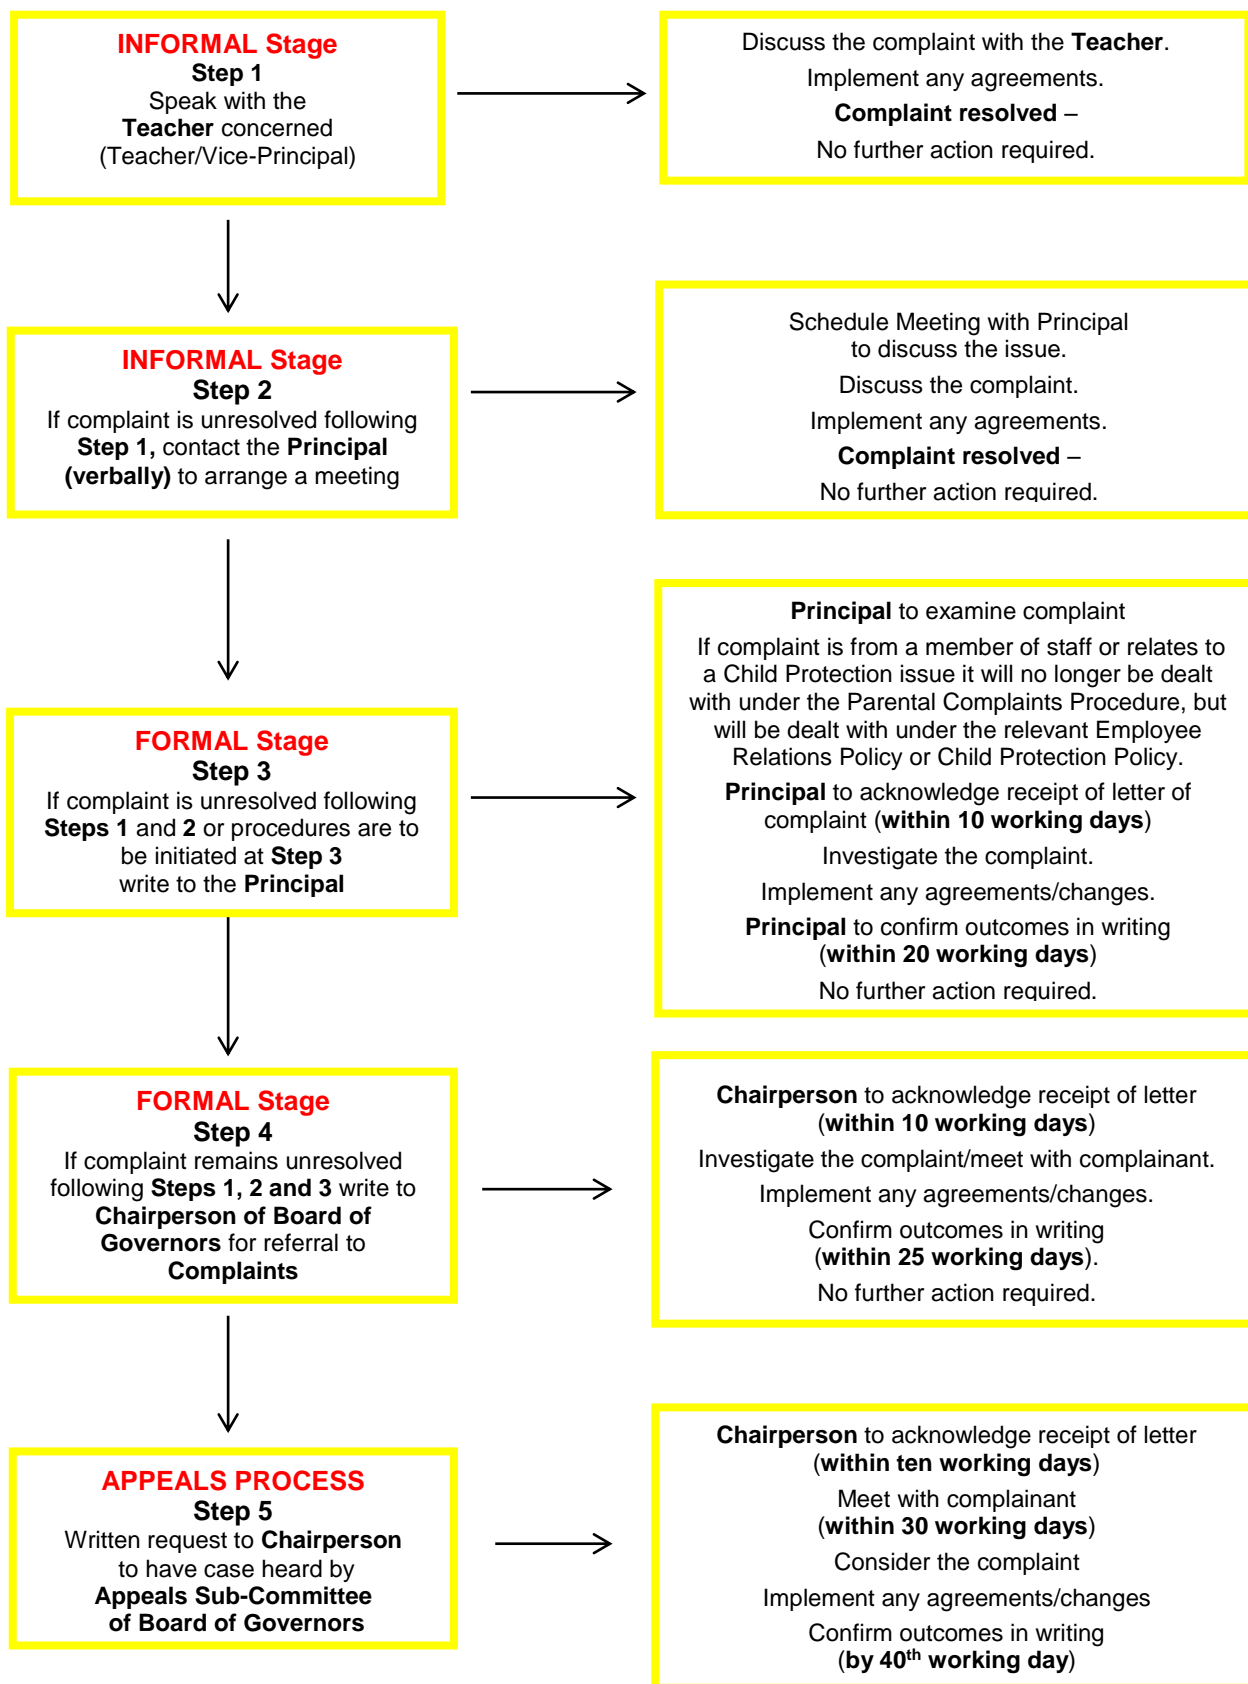 INFORMAL Stage
Step 1
Speak with the
Teacher concerned
(Teacher/Vice-Principal)
Discuss the complaint with the Teacher.
Implement any agreements.
Complaint resolved –
No further action required.
INFORMAL Stage
Step 2
If complaint is unresolved following
Step 1, contact the Principal
(verbally) to arrange a meeting
Schedule Meeting with Principal
to discuss the issue.
Discuss the complaint.
Implement any agreements.
Complaint resolved –
No further action required.
FORMAL Stage
Step 3
If complaint is unresolved following
Steps 1 and 2 or procedures are to
be initiated at Step 3
write to the Principal
Principal to examine complaint
If complaint is from a member of staff or relates to
a Child Protection issue it will no longer be dealt
with under the Parental Complaints Procedure, but
will be dealt with under the relevant Employee
Relations Policy or Child Protection Policy.
Principal to acknowledge receipt of letter of
complaint (within 10 working days)
Investigate the complaint.
Implement any agreements/changes.
Principal to confirm outcomes in writing
(within 20 working days)
No further action required.
FORMAL Stage
Step 4
If complaint remains unresolved
following Steps 1, 2 and 3 write to
Chairperson of Board of
Governors for referral to
Complaints
Chairperson to acknowledge receipt of letter
(within 10 working days)
Investigate the complaint/meet with complainant.
Implement any agreements/changes.
Confirm outcomes in writing
(within 25 working days).
No further action required.
APPEALS PROCESS
Step 5
Written request to Chairperson
to have case heard by
Appeals Sub-Committee
of Board of Governors
Chairperson to acknowledge receipt of letter
(within ten working days)
Meet with complainant
(within 30 working days)
Consider the complaint
Implement any agreements/changes
Confirm outcomes in writing
(by 40th working day)